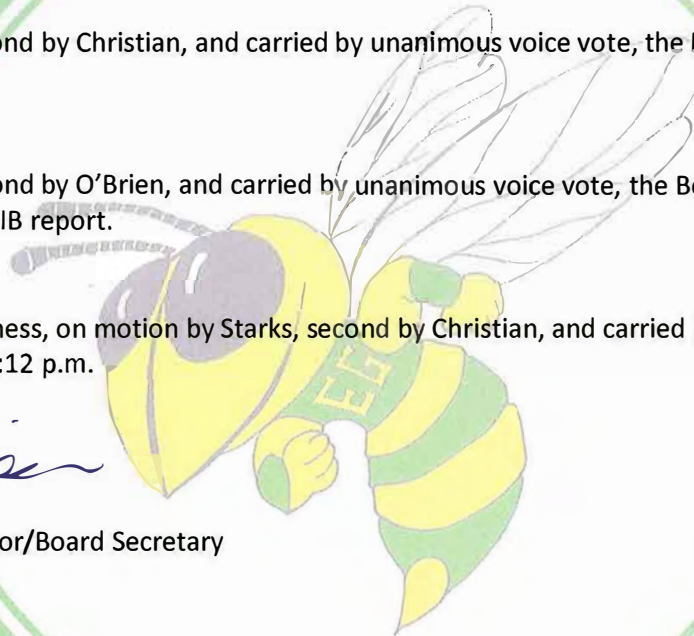 ond by Christian, and carried by unanimous voice vote, the
ond by O’Brien, and carried by unanimous voice vote, the Bo
IB report.
ness, on motion by Starks, second by Christian, and carried
:12 p.m.
EG
or/Board Secretary